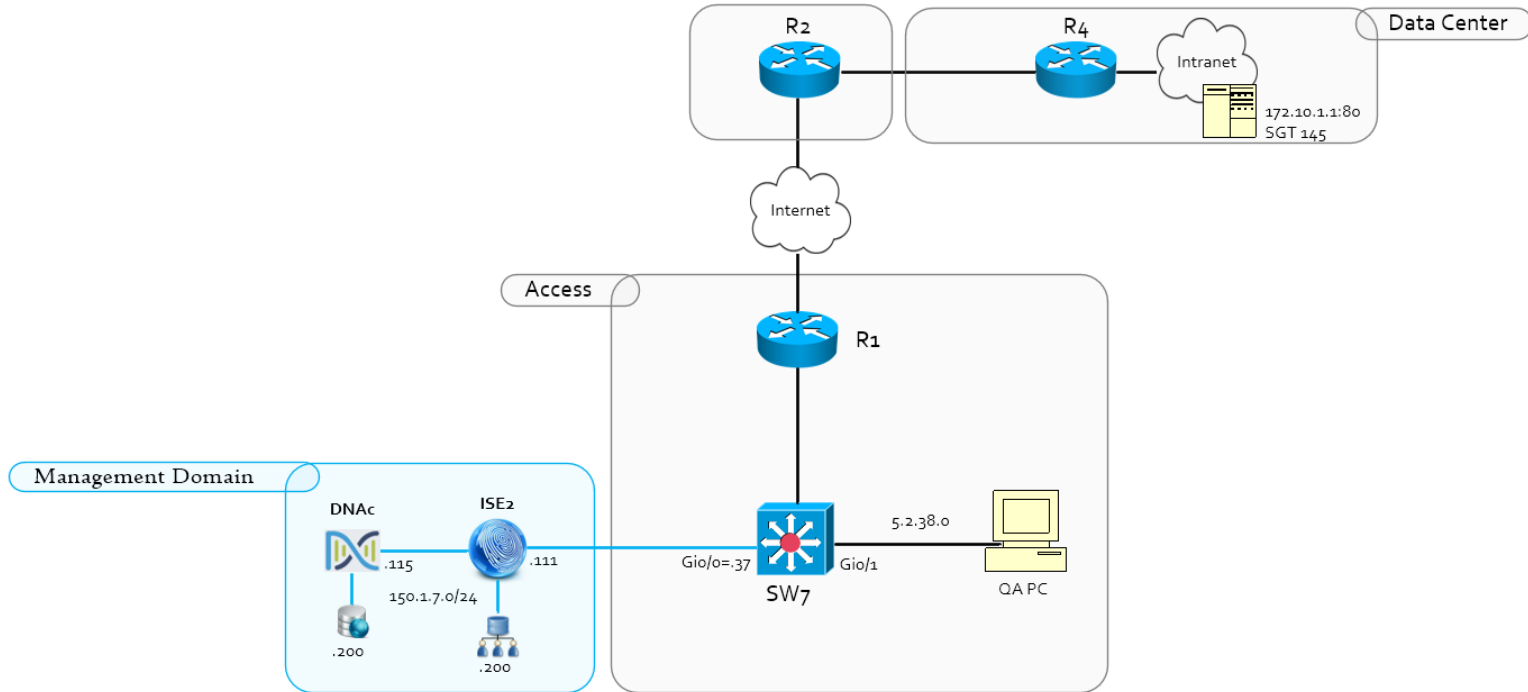 R2
R4
Data Center
Intranet
172.10.1.1:80
SGT 145
Internet
Access
R1
Management Domain
DNAc
ISE2
.115
.111
150.1.7.0/24
.200
.200
Gi0/0=.37
Gi0/1
SW7
5.2.38.0
QA PC